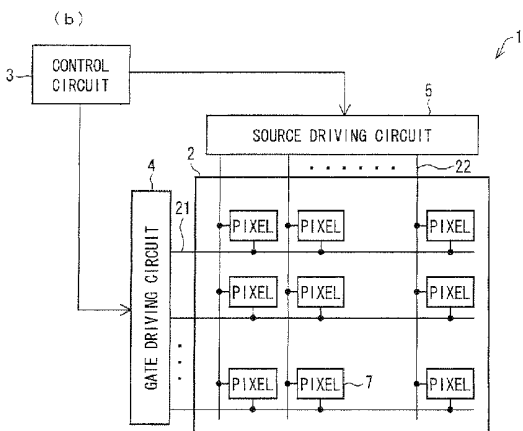 (b)
1
3
CONTROL
CIRCUIT
5
SOURCE DRIVING CIRCUIT
2
22
4
21
GATE DRIVING CIRCUIT
PIXEL
PIXEL
PIXEL
PIXEL
PIXEL
PIXEL
PIXEL
PIXEL
7
PIXEL